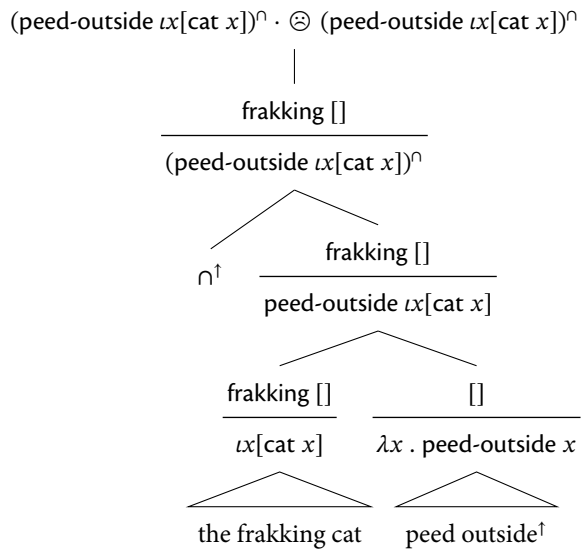 (peed-outside ιx[cat x])^∩ · ☹ (peed-outside ιx[cat x])^∩
frakking []
(peed-outside ιx[cat x])^∩
∩^↑
frakking []
peed-outside ιx[cat x]
frakking []
ιx[cat x]
[]
λx . peed-outside x
the frakking cat
peed outside^↑